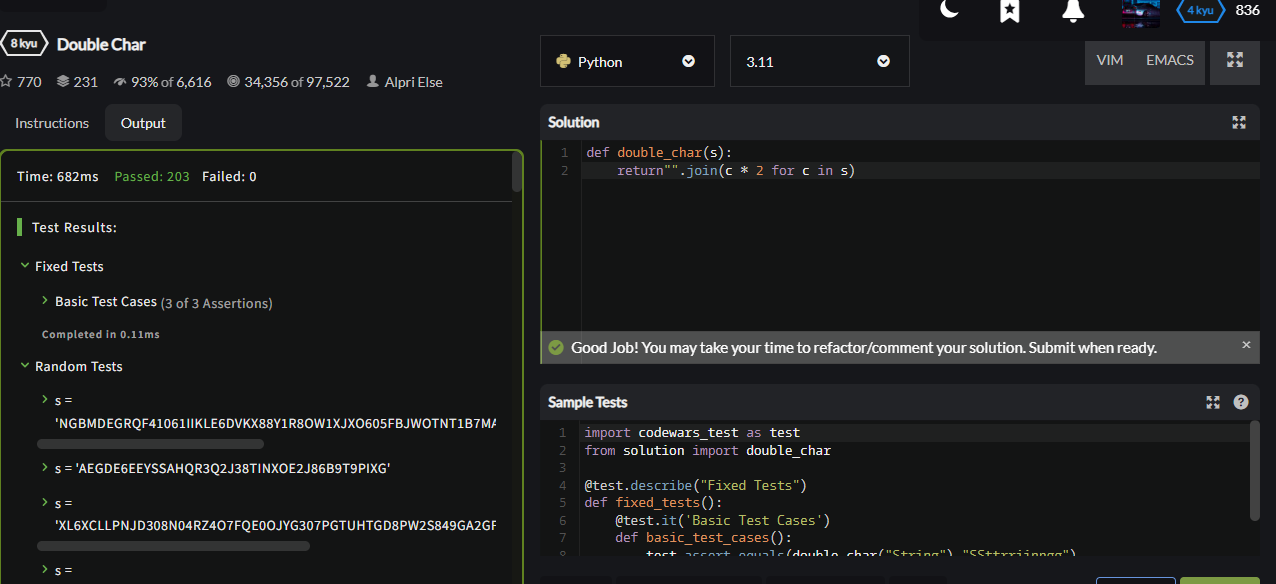 4 kyu 836
8 kyu Double Char
770 231 93% of 6,616 34,356 of 97,522 Alpri Else
Instructions Output
Time: 682ms Passed: 203 Failed: 0
Test Results:
Fixed Tests
Basic Test Cases (3 of 3 Assertions)
Completed in 0.11ms
Random Tests
s =
'NGBMDEGRQF41061IIKLE6DVKX88Y1R8OW1XJXO605FBJWOTNT1B7MA
s = 'AEGDE6EEYSSAHQR3Q2J38TINXOE2J86B9T9PIXG'
s =
'XL6XCLLPNJD308N04RZ4O7FQE0OJYG307PGTUHTGD8PW2S849GA2GF
s =
Python 3.11 VIM EMACS
Solution
1 def double_char(s):
2 return"".join(c * 2 for c in s)
Good Job! You may take your time to refactor/comment your solution. Submit when ready. ×
Sample Tests ?
1 import codewars_test as test
2 from solution import double_char
3
4 @test.describe("Fixed Tests")
5 def fixed_tests():
6 @test.it('Basic Test Cases')
7 def basic_test_cases():
8 test.assert_equals(double_char("String"),"SSttrriinngg")